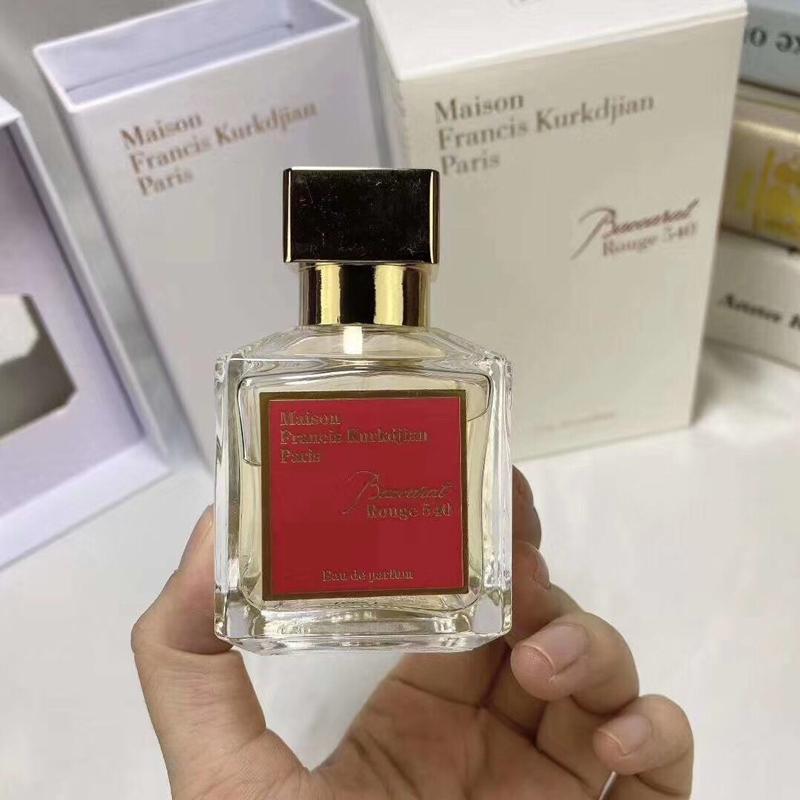 Maison
Francis Kurkdjian
Paris
Maison
Francis Kurkdjian
Paris
Baccarat
Rouge 540
Maison
Francis Kurkdjian
Paris
Baccarat
Rouge 540
Eau de parfum